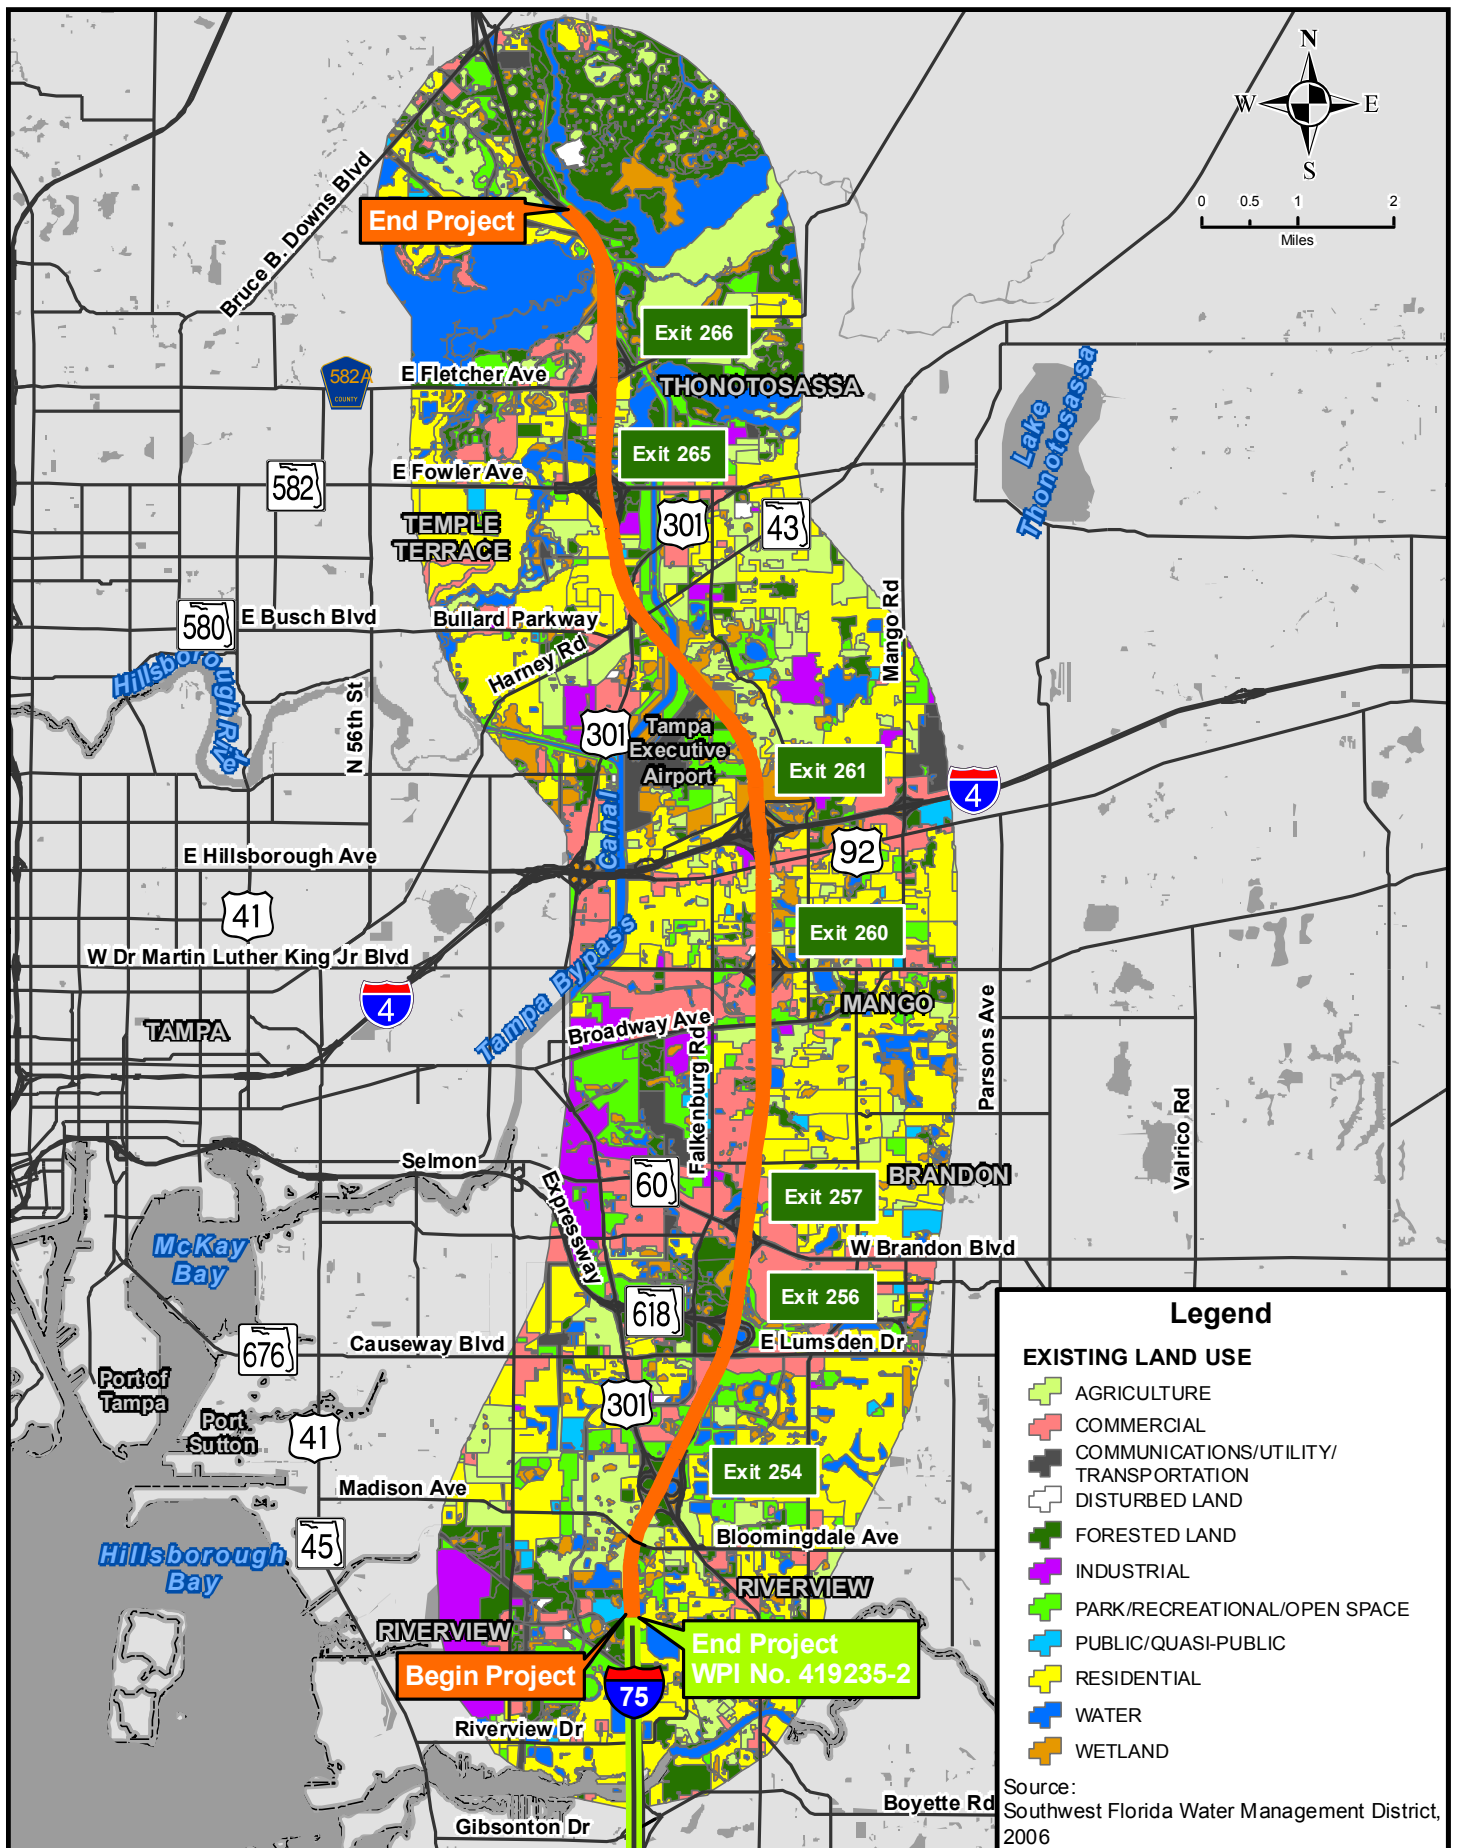 N
W
E
S
0
0.5
1
2
Miles
Bruce B. Downs Blvd
End Project
Exit 266
582A
COUNTY
E Fletcher Ave
THONOTOSASSA
Lake
Thonotosassa
Exit 265
E Fowler Ave
582
TEMPLE
TERRACE
301
43
580
E Busch Blvd
Bullard Parkway
Mango Rd
Harney Rd
Hillsborough Rive
N 56th St
301
Tampa
Executive
Airport
Exit 261
4
Canal
92
E Hillsborough Ave
41
Exit 260
W Dr Martin Luther King Jr Blvd
4
Tampa Bypass
MANGO
TAMPA
Broadway Ave
Parsons Ave
Falkenburg Rd
Valrico Rd
Selmon
Expressway
60
BRANDON
Exit 257
McKay
Bay
W Brandon Blvd
Exit 256
618
676
Causeway Blvd
E Lumsden Dr
Port of
Tampa
Port
Sutton
41
301
Exit 254
Madison Ave
Bloomingdale Ave
45
Hillsborough
Bay
RIVERVIEW
RIVERVIEW
Begin Project
End Project
WPI No. 419235-2
75
Riverview Dr
Boyette Rd
Gibsonton Dr
Legend
EXISTING LAND USE
AGRICULTURE
COMMERCIAL
COMMUNICATIONS/UTILITY/
TRANSPORTATION
DISTURBED LAND
FORESTED LAND
INDUSTRIAL
PARK/RECREATIONAL/OPEN SPACE
PUBLIC/QUASI-PUBLIC
RESIDENTIAL
WATER
WETLAND
Source:
Southwest Florida Water Management District,
2006